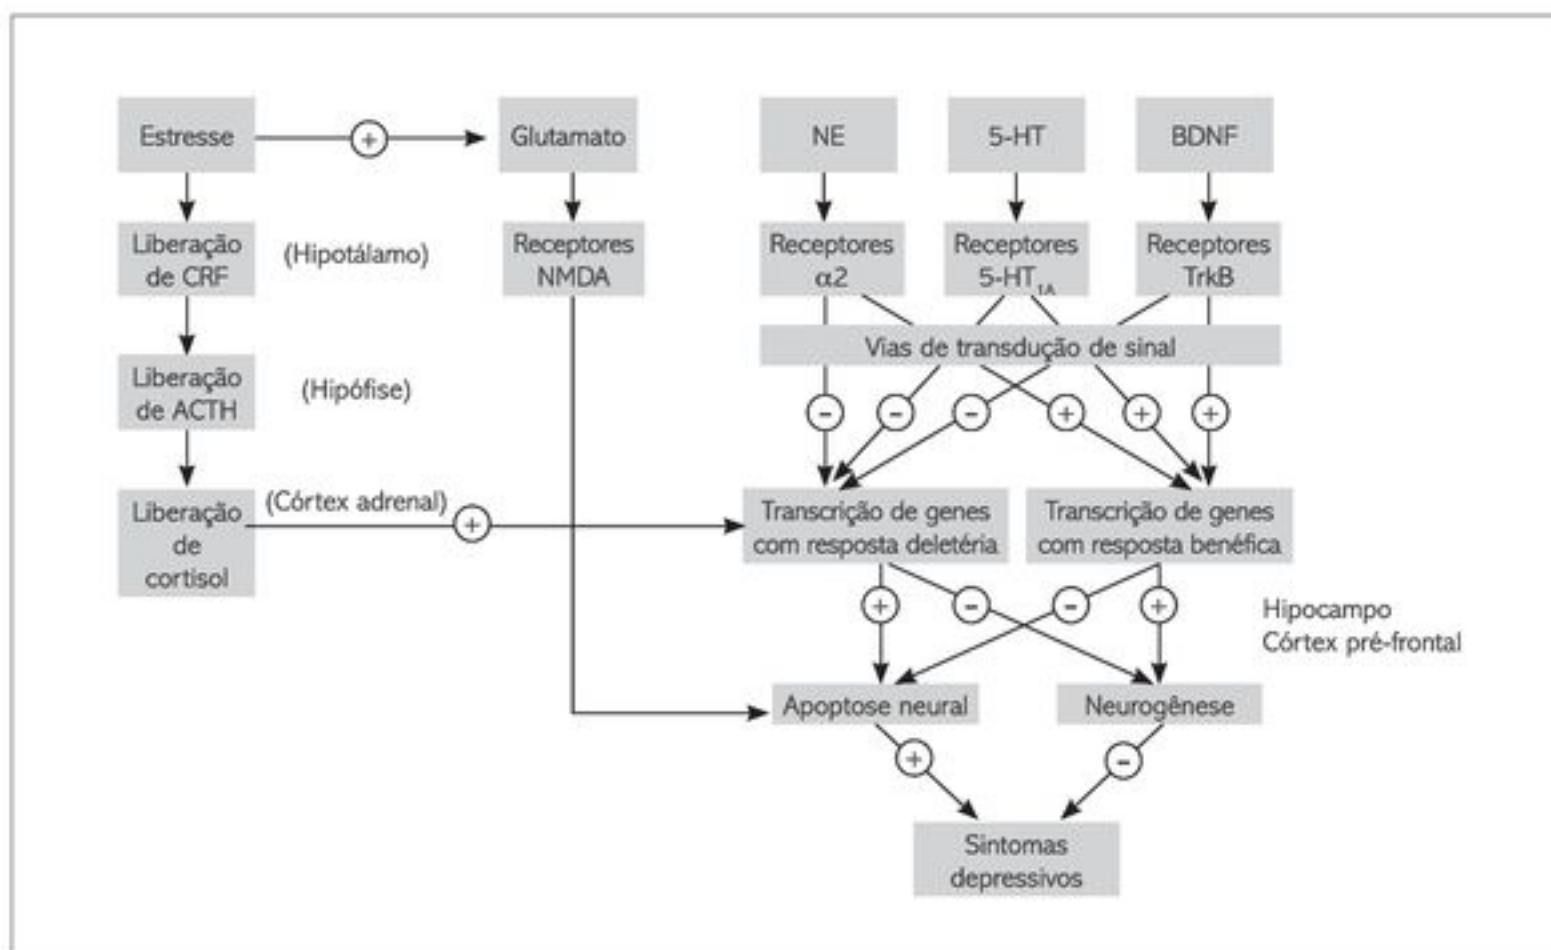 Estresse
+
Glutamato
NE
5-HT
BDNF
Liberação
de CRF
(Hipotálamo)
Receptores
NMDA
Receptores
α2
Receptores
5-HT1A
Receptores
TrkB
Vias de transdução de sinal
Liberação
de ACTH
(Hipófise)
-
-
-
+
+
+
Liberação
de
cortisol
(Córtex adrenal)
+
Transcrição de genes
com resposta deletéria
Transcrição de genes
com resposta benéfica
+
-
-
+
Hipocampo
Córtex pré-frontal
Apoptose neural
Neurogênese
+
-
Sintomas
depressivos